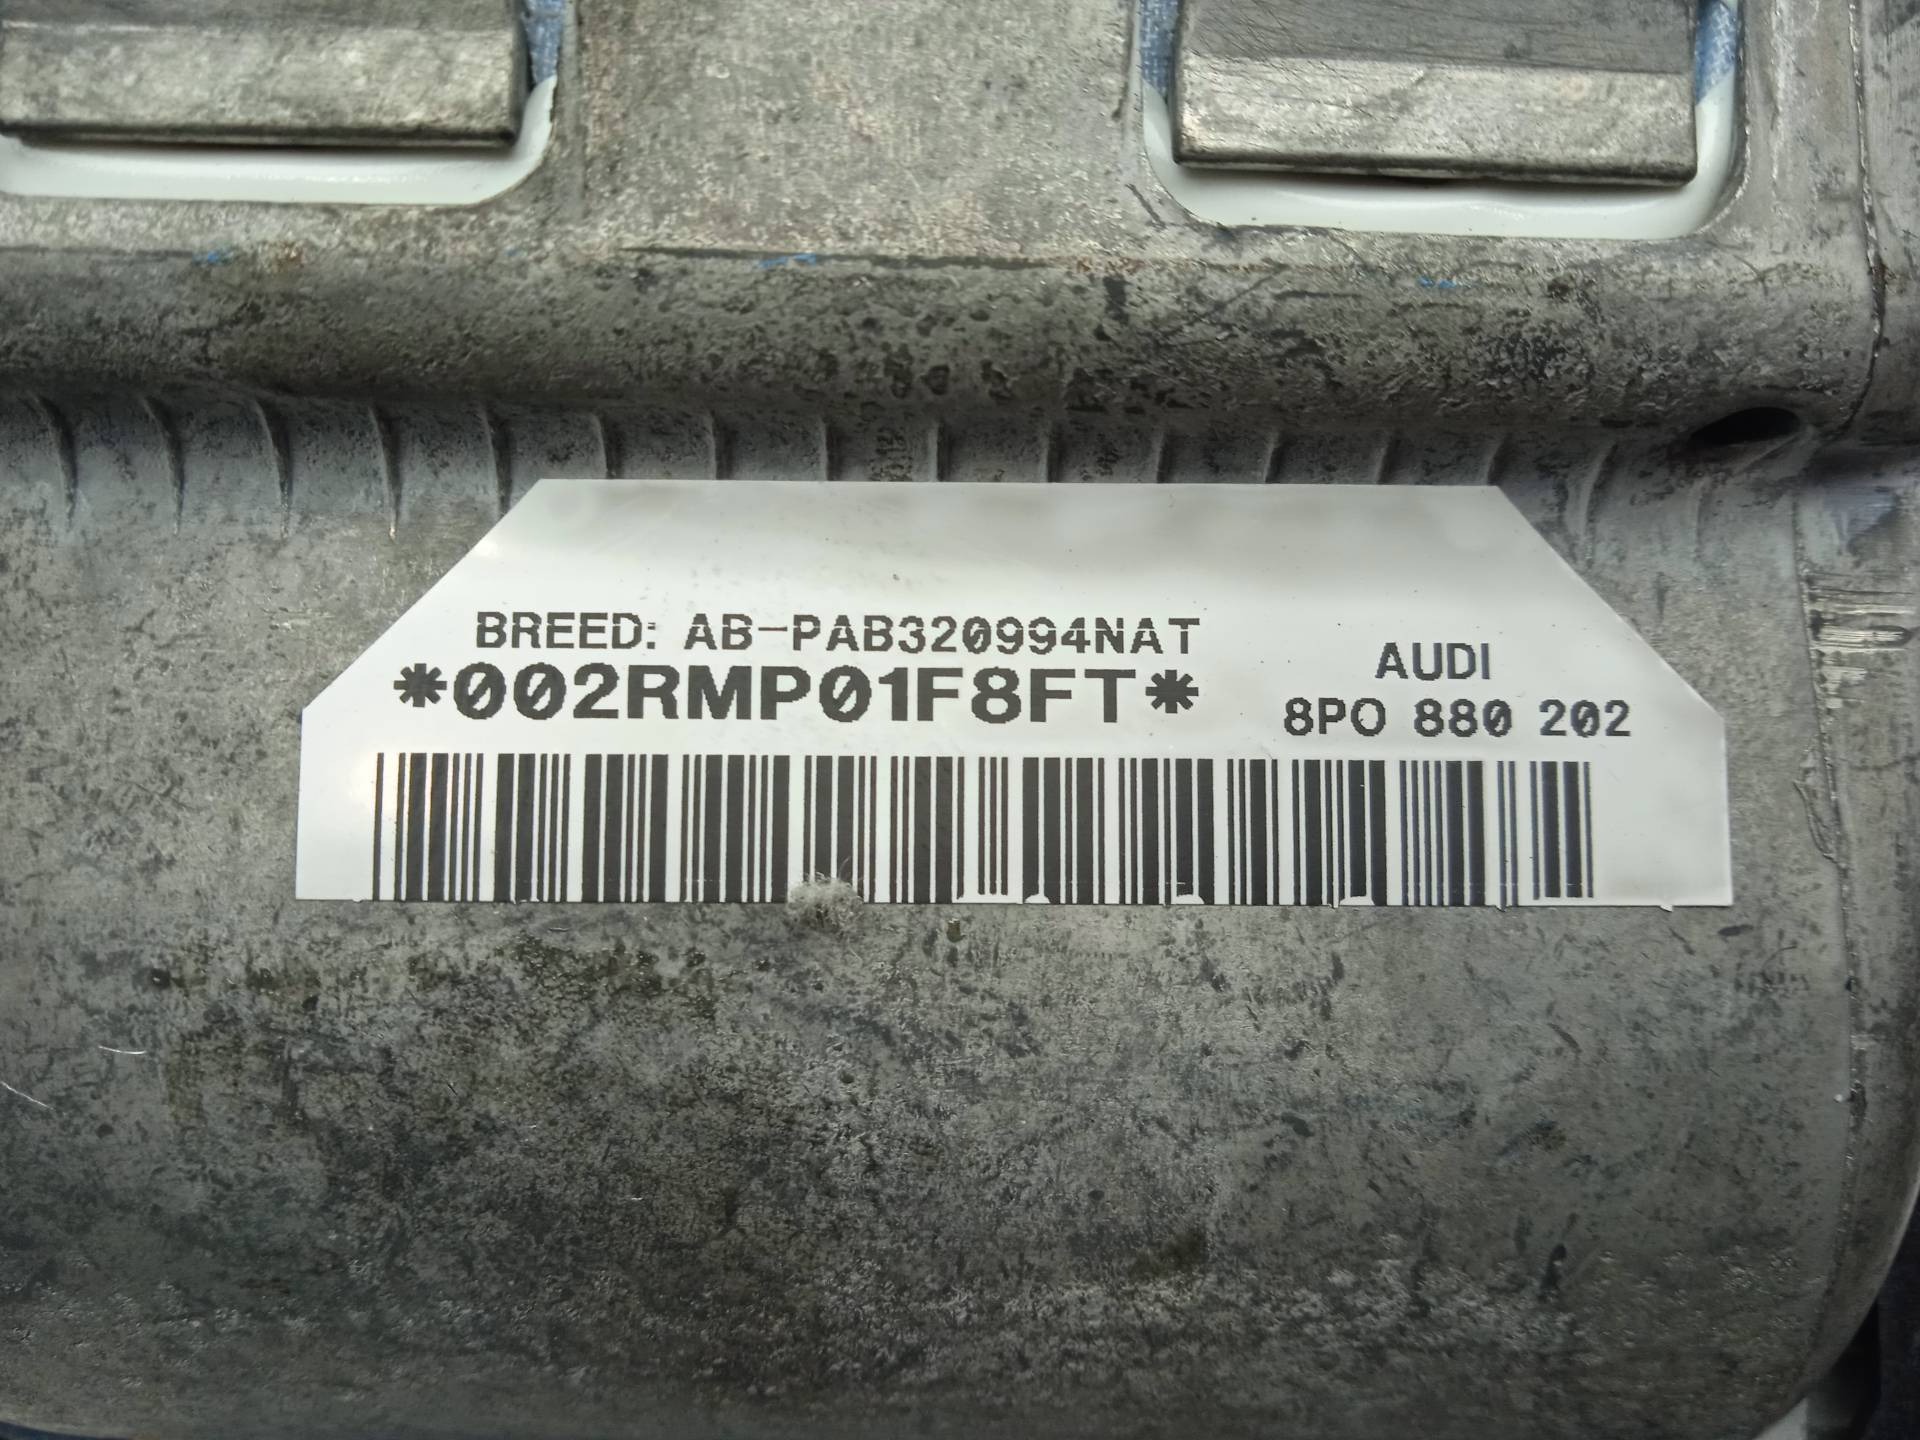 BREED: AB-PAB320994NAT
*002RMP01F8FT*
AUDI
8PO 880 202